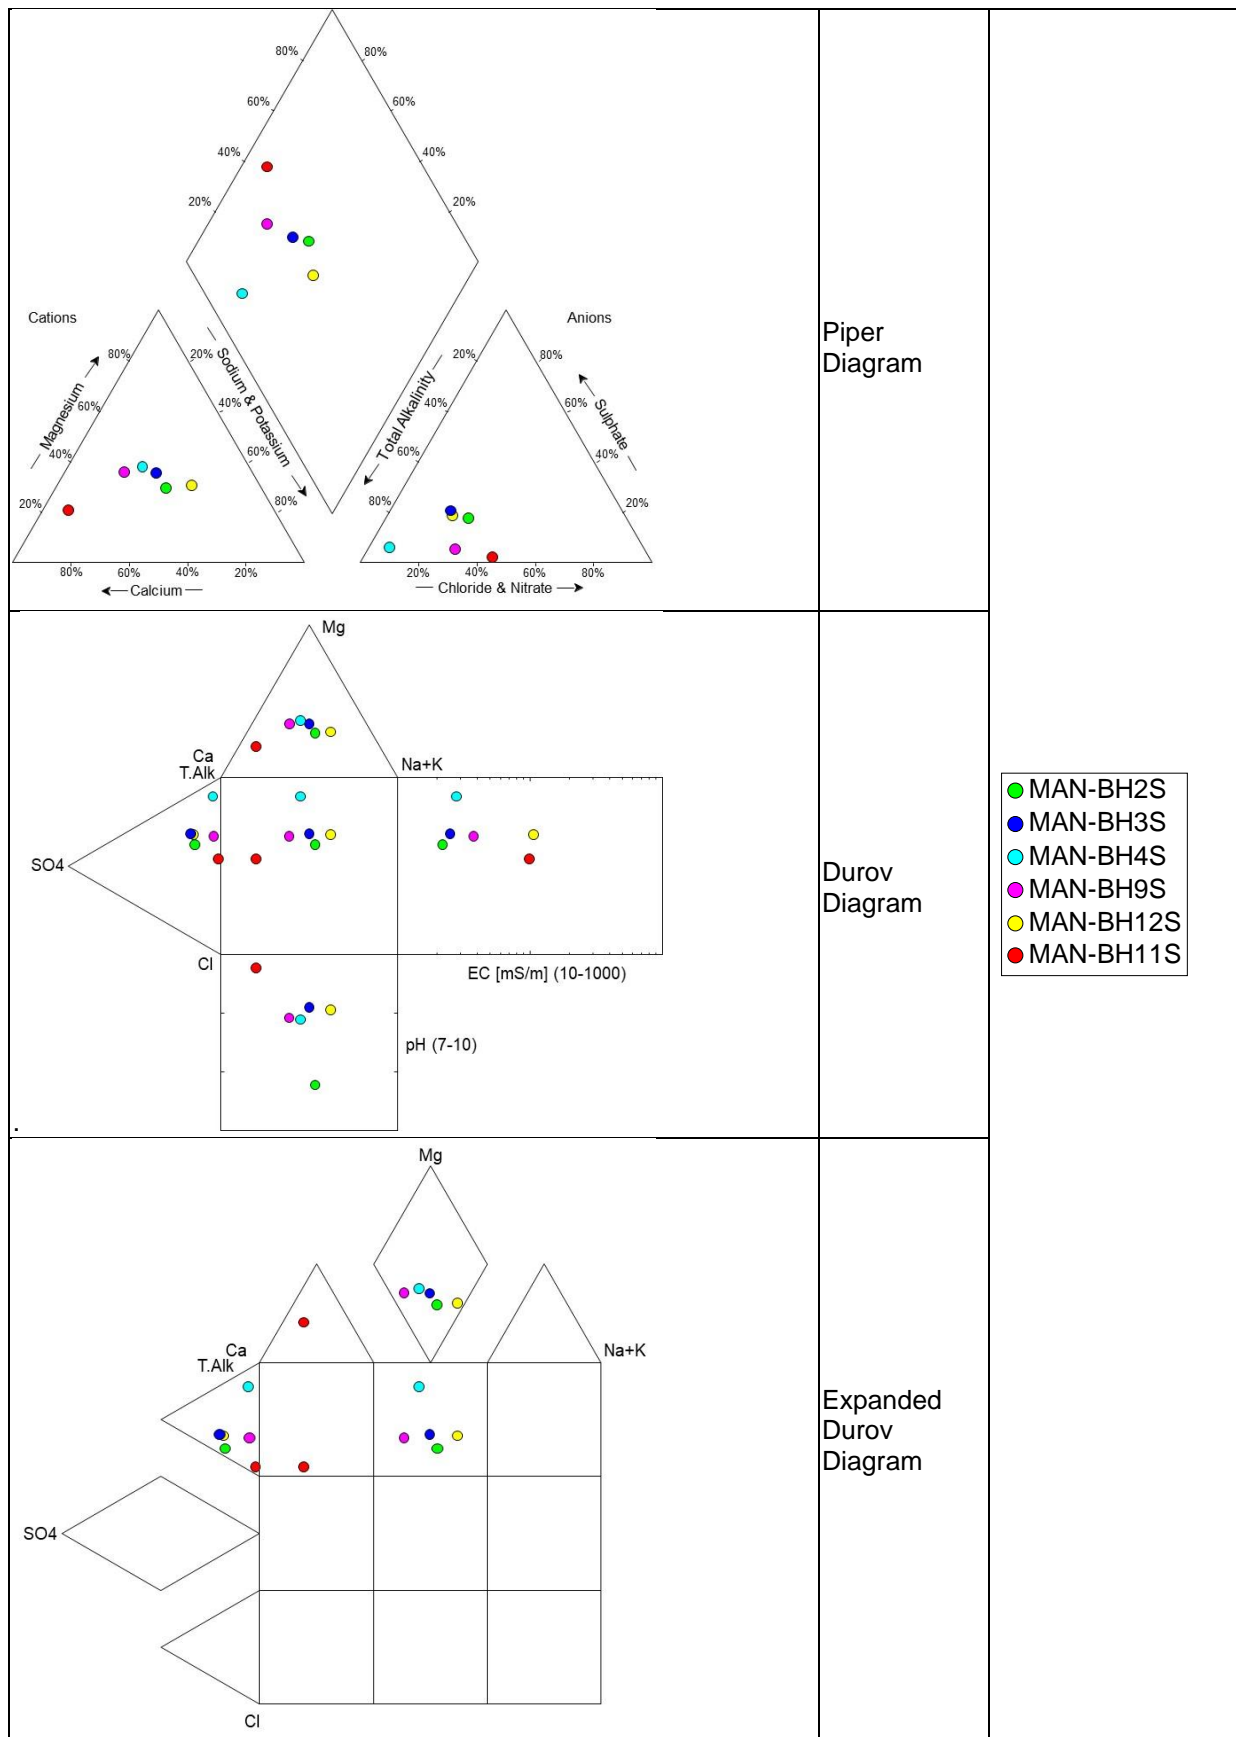 80% 80%
60% 60%
40% 40%
20% 20%
Cations
Anions
Magnesium
Sodium & Potassium
Total Alkalinity
Sulphate
80% 20% 20% 80%
60% 40% 40% 60%
40% 60% 60% 40%
20% 80% 80% 20%
80% 60% 40% 20%
20% 40% 60% 80%
Calcium
Chloride & Nitrate
Piper
Diagram
Mg
Ca
T.Alk
Na+K
SO4
Cl
EC [mS/m] (10-1000)
pH (7-10)
.
Durov
Diagram
MAN-BH2S
MAN-BH3S
MAN-BH4S
MAN-BH9S
MAN-BH12S
MAN-BH11S
Mg
Ca
T.Alk
Na+K
SO4
Cl
Expanded
Durov
Diagram